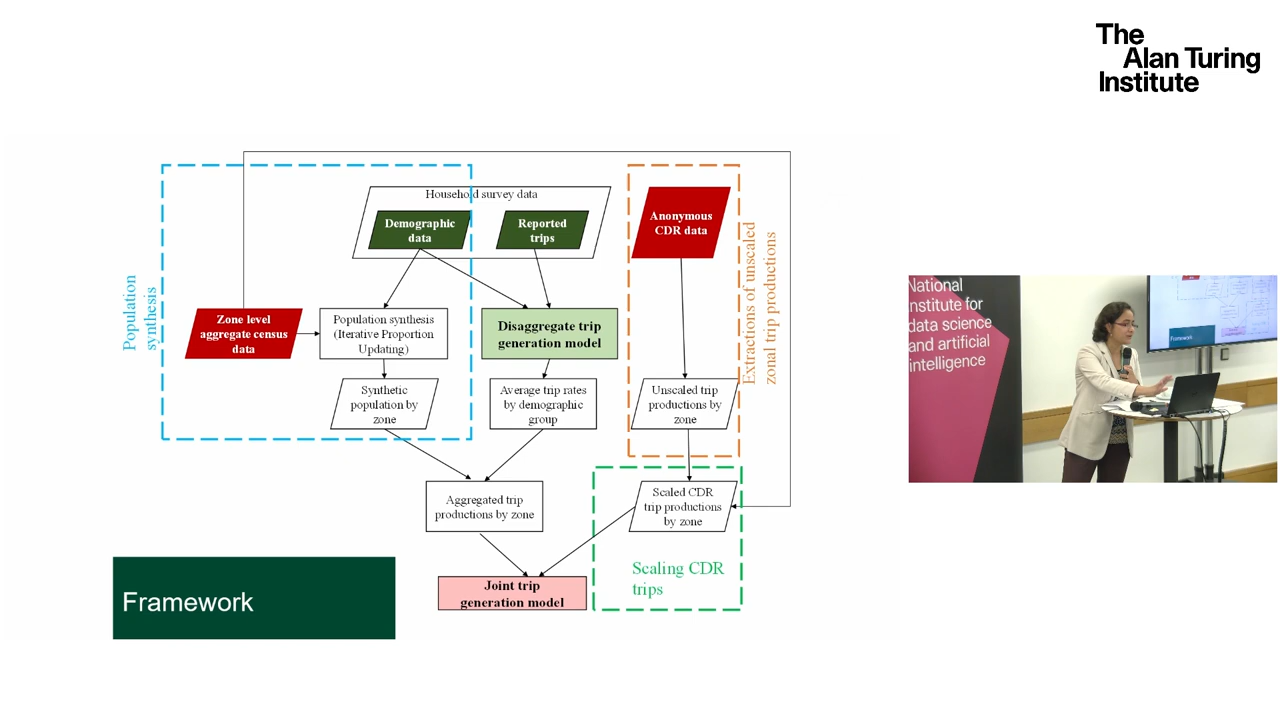 The
Alan Turing
Institute
Household survey data
Demographic
data
Reported
trips
Anonymous
CDR data
Population
synthesis
Extractions of unscaled
zonal trip productions
Zone level
aggregate census
data
Population synthesis
(Iterative Proportion
Updating)
Disaggregate trip
generation model
Synthetic
population by
zone
Average trip rates
by demographic
group
Unscaled trip
productions by
zone
Aggregated trip
productions by zone
Scaled CDR
trip productions
by zone
Scaling CDR
trips
Joint trip
generation model
Framework
National
institute for
data science
and artificial
intelligence
Framework